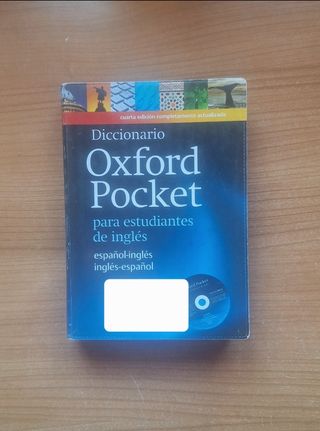 cuarta edición completamente actualizada
Diccionario
Oxford
Pocket
para estudiantes
de inglés
español-inglés
inglés-español